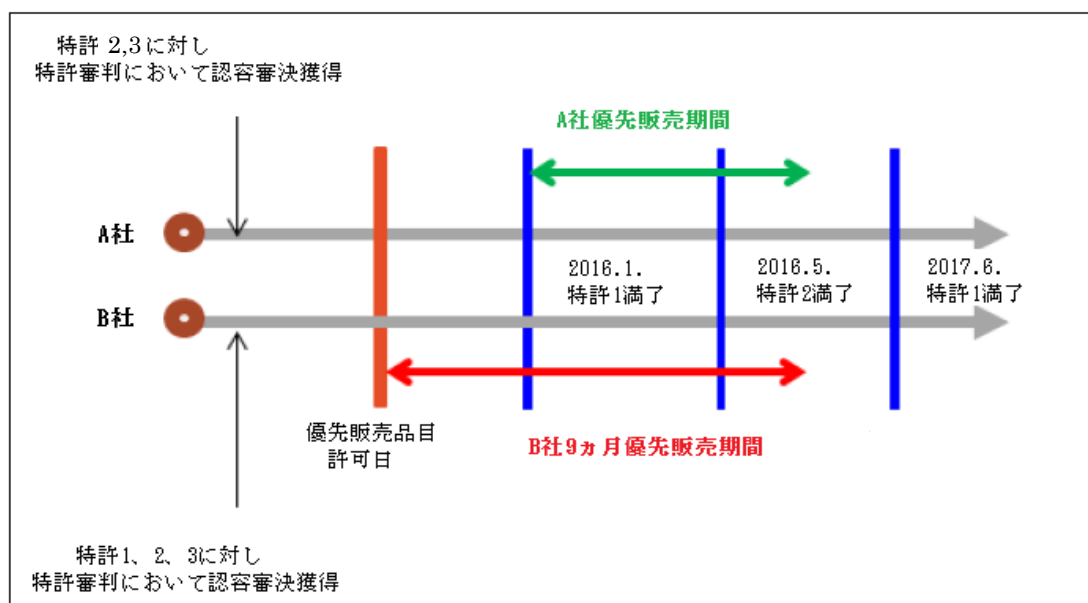 特許 2,3に対し
特許審判において認容審決獲得
A社優先販売期間
A社
2016.1.
特許1満了
2016.5.
特許2満了
2017.6.
特許1満了
B社
優先販売品目
許可日
B社9ヵ月優先販売期間
特許1、2、3に対し
特許審判において認容審決獲得